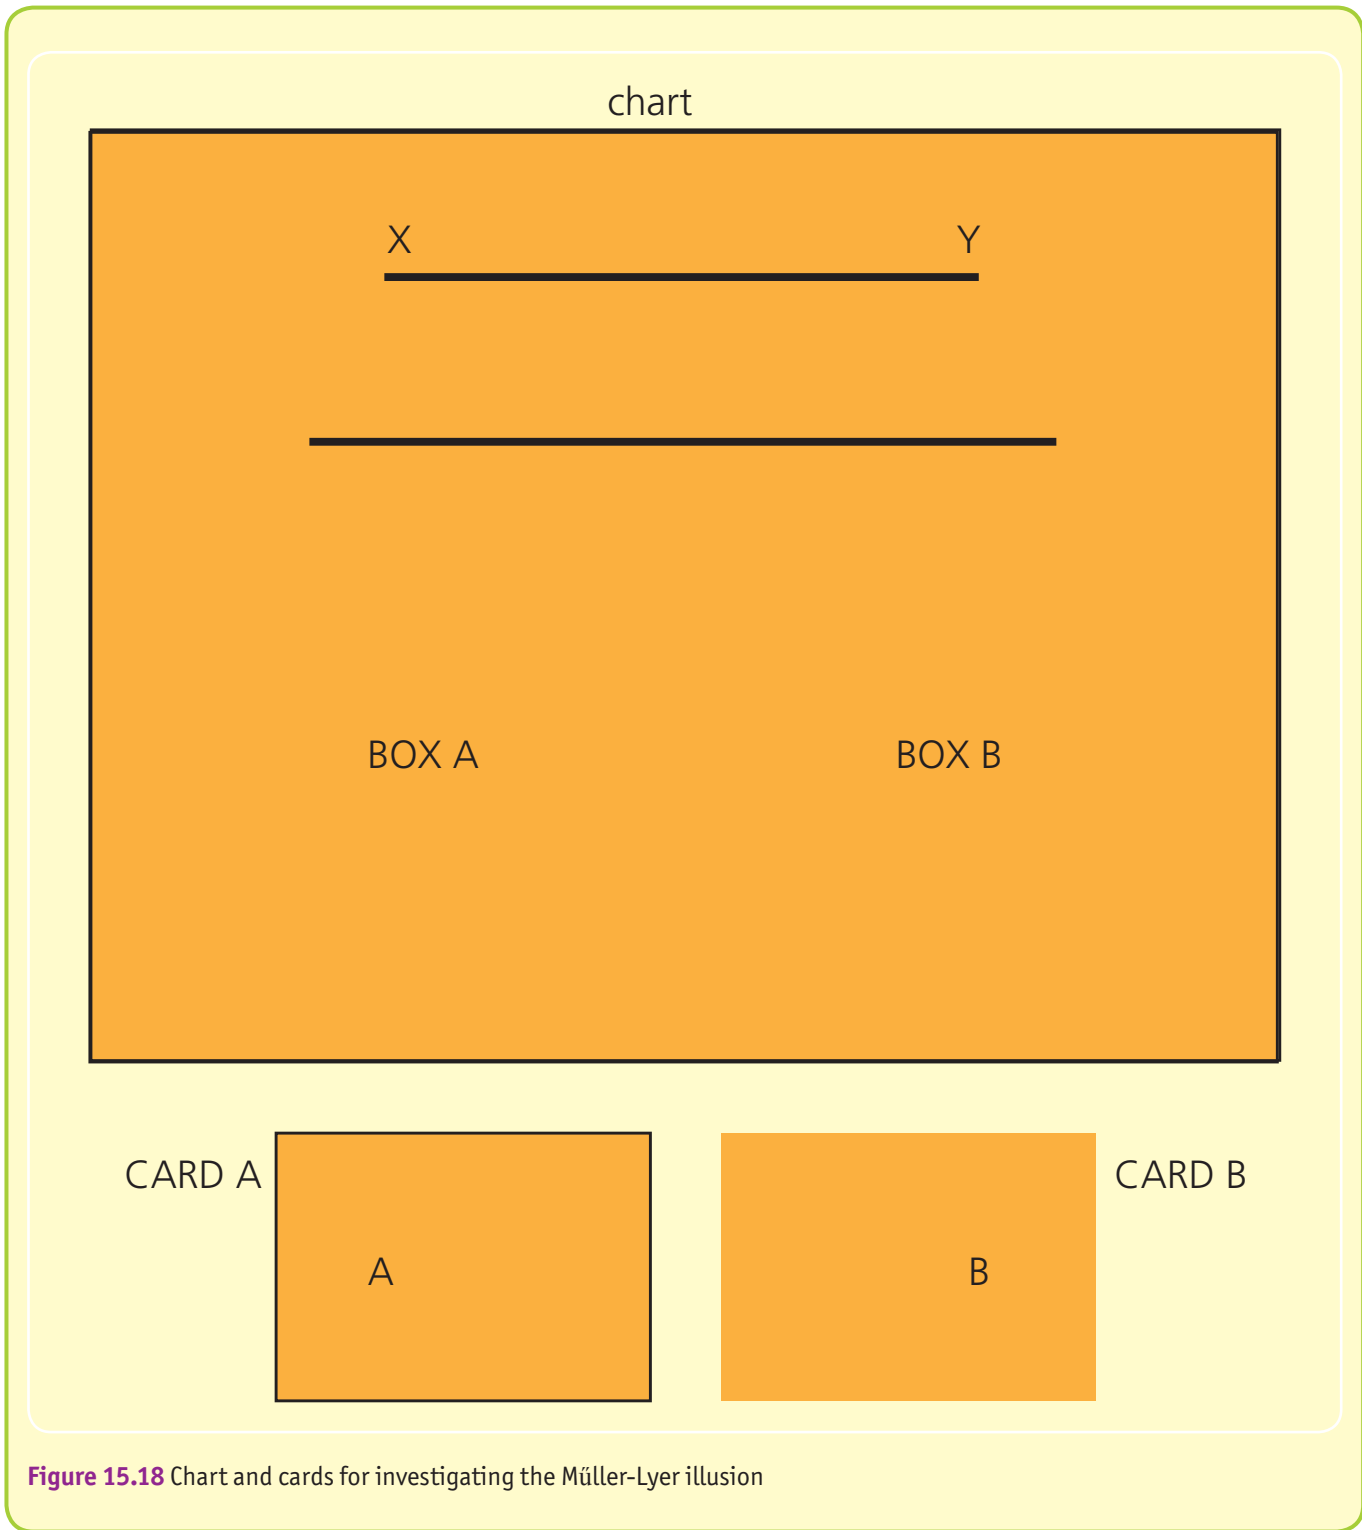 chart
X Y
BOX A BOX B
CARD A CARD B
A B
Figure 15.18 Chart and cards for investigating the Műller-Lyer illusion